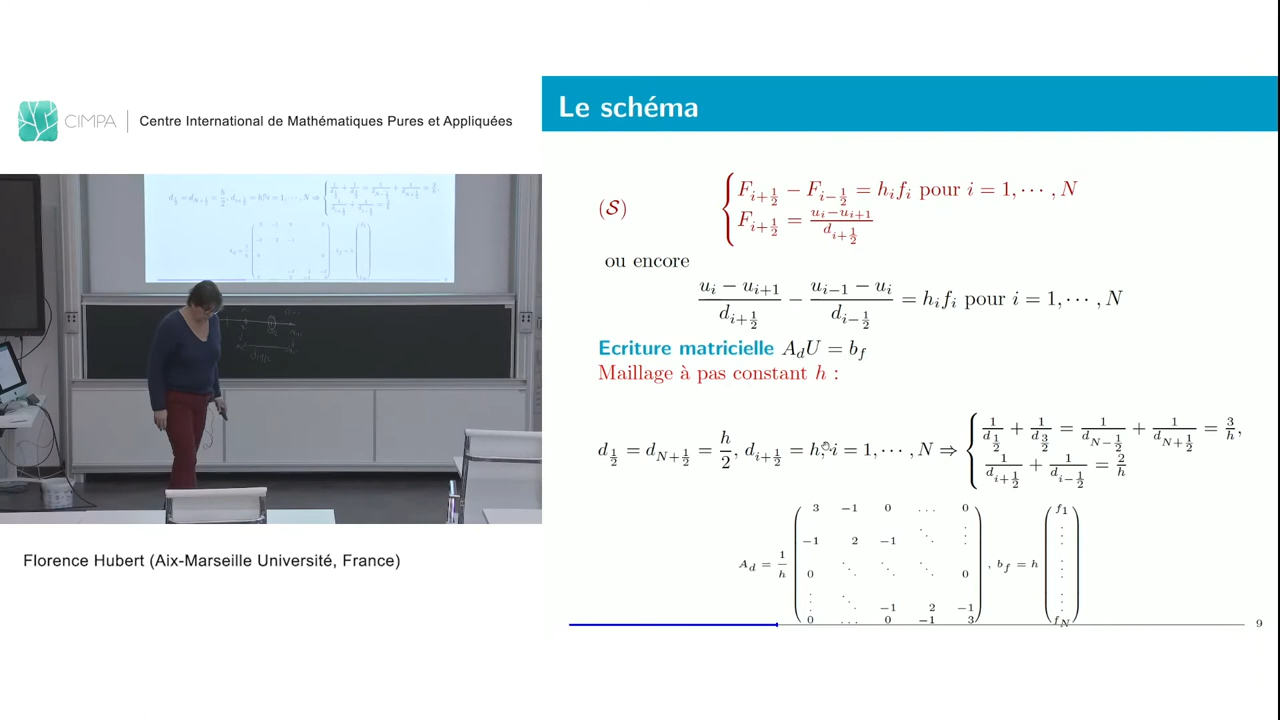 CIMPA
Centre International de Mathématiques Pures et Appliquées
Florence Hubert (Aix-Marseille Université, France)
Le schéma
(𝒮) { F_{i+1/2} − F_{i−1/2} = h_i f_i pour i = 1, ⋯ , N
F_{i+1/2} = (u_i − u_{i+1}) / d_{i+1/2}
ou encore
(u_i − u_{i+1}) / d_{i+1/2} − (u_{i−1} − u_i) / d_{i−1/2} = h_i f_i pour i = 1, ⋯ , N
Ecriture matricielle A_d U = b_f
Maillage à pas constant h :
d_{1/2} = d_{N+1/2} = h/2, d_{i+1/2} = h, i = 1, ⋯ , N ⇒ { 1/d_{1/2} + 1/d_{3/2} = 1/d_{N−1/2} + 1/d_{N+1/2} = 3/h,
1/d_{i+1/2} + 1/d_{i−1/2} = 2/h
3 −1 0 … 0 f_1
−1 2 −1 ⋱ ⋮ ⋮
A_d = 1/h 0 ⋱ ⋱ ⋱ 0 , b_f = h ⋮
⋮ ⋱ −1 2 −1 ⋮
0 … 0 −1 3 f_N
9